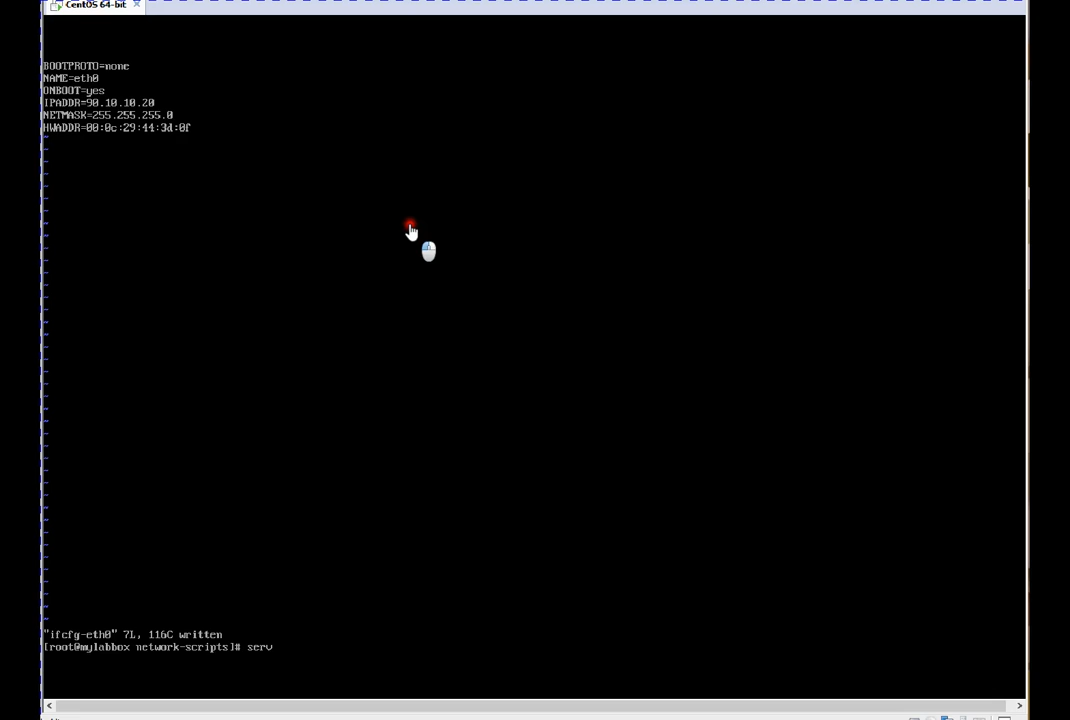 CentOS 64-bit
BOOTPROTO=none
NAME=eth0
ONBOOT=yes
IPADDR=90.10.10.20
NETMASK=255.255.255.0
HWADDR=00:0c:29:44:3d:0f
"ifcfg-eth0" 7L, 116C written
[root@mylabbox network-scripts]# serv